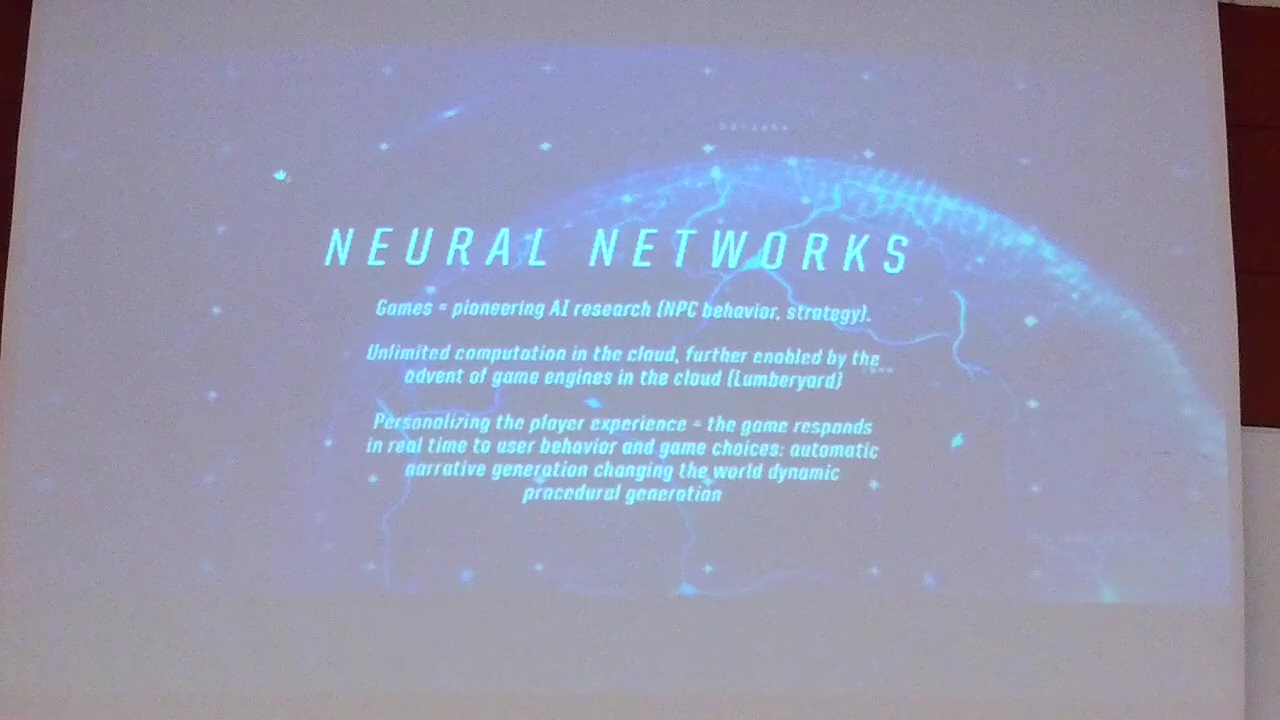 NEURAL NETWORKS
Games = pioneering AI research (NPC behavior, strategy).
Unlimited computation in the cloud, further enabled by the
advent of game engines in the cloud (Lumberyard)
Personalizing the player experience - the game responds
in real time to user behavior and game choices: automatic
narrative generation changing the world dynamic
procedural generation